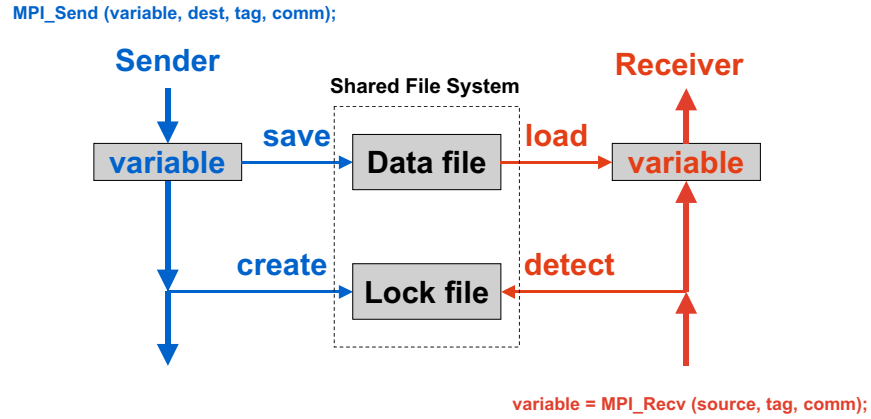 MPI_Send (variable, dest, tag, comm);
Sender
Receiver
Shared File System
save
load
variable
Data file
variable
create
detect
Lock file
variable = MPI_Recv (source, tag, comm);